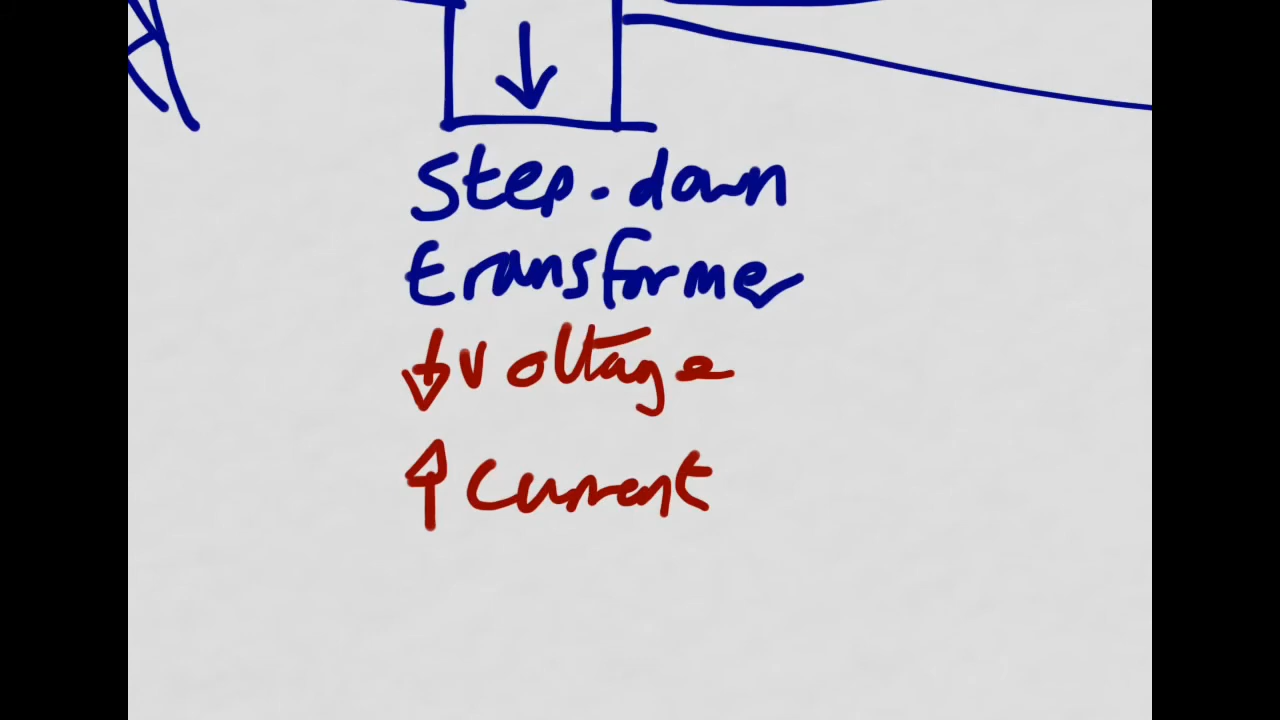 Step-down
transformer
↓ voltage
↑ Current